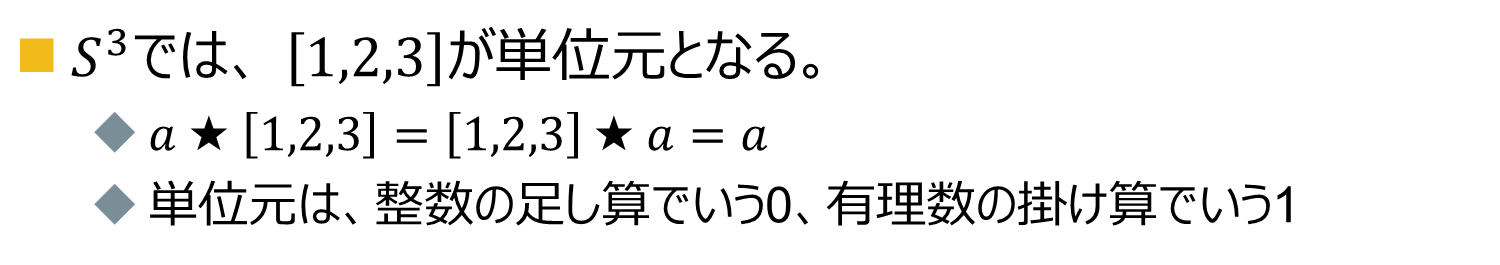 ■ 𝑆³では、[1,2,3]が単位元となる。
◆ 𝑎 ★ [1,2,3] = [1,2,3] ★ 𝑎 = 𝑎
◆ 単位元は、整数の足し算でいう0、有理数の掛け算でいう1